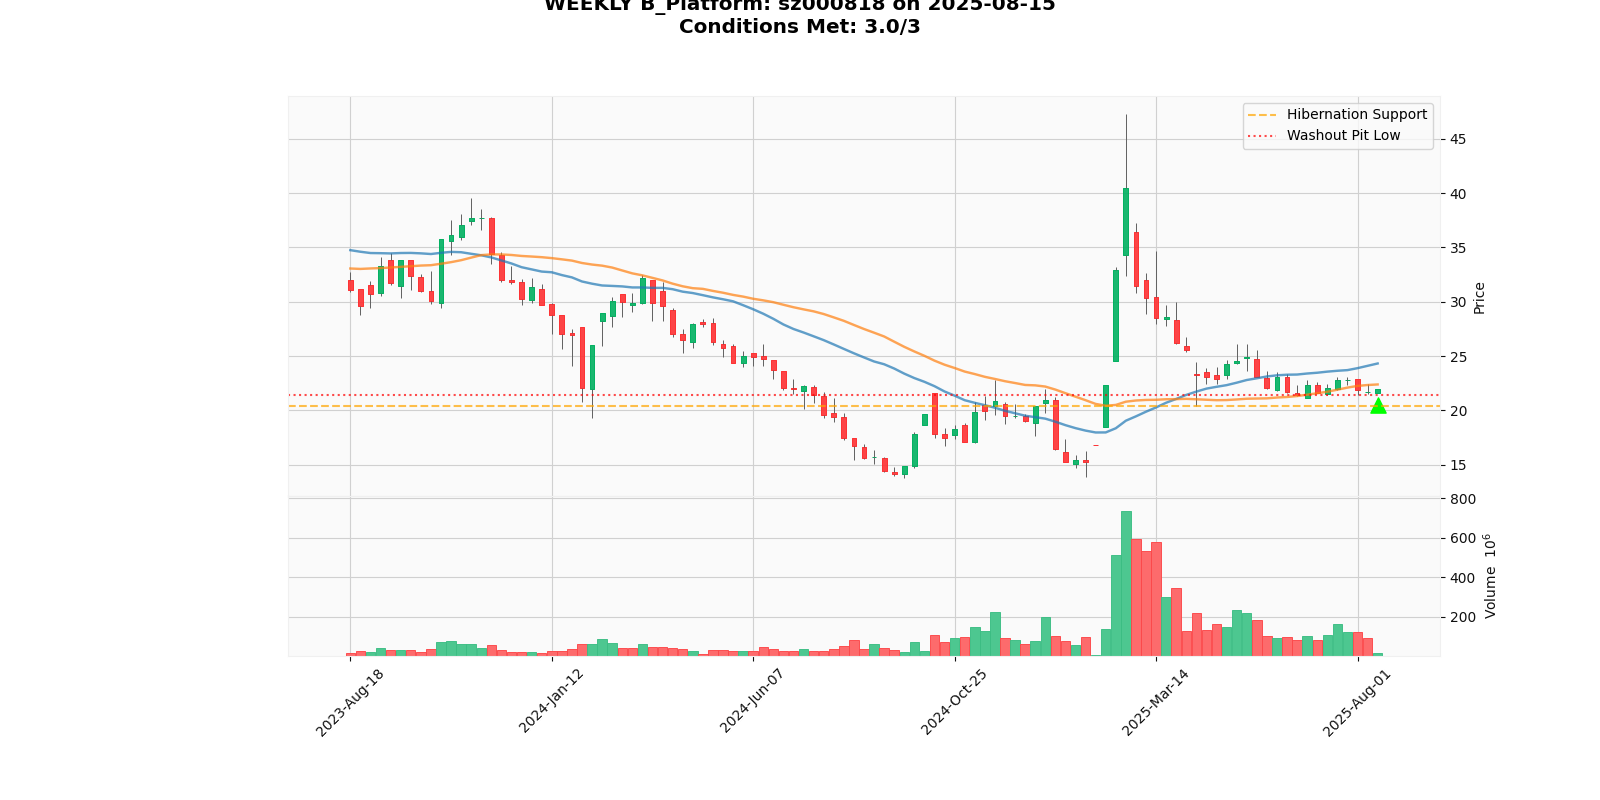 WEEKLY B_Platform: sz000818 on 2025-08-15
Conditions Met: 3.0/3
Hibernation Support
Washout Pit Low
45
40
35
30
25
20
15
Price
800
600
400
200
Volume 10^6
2023-Aug-18
2024-Jan-12
2024-Jun-07
2024-Oct-25
2025-Mar-14
2025-Aug-01